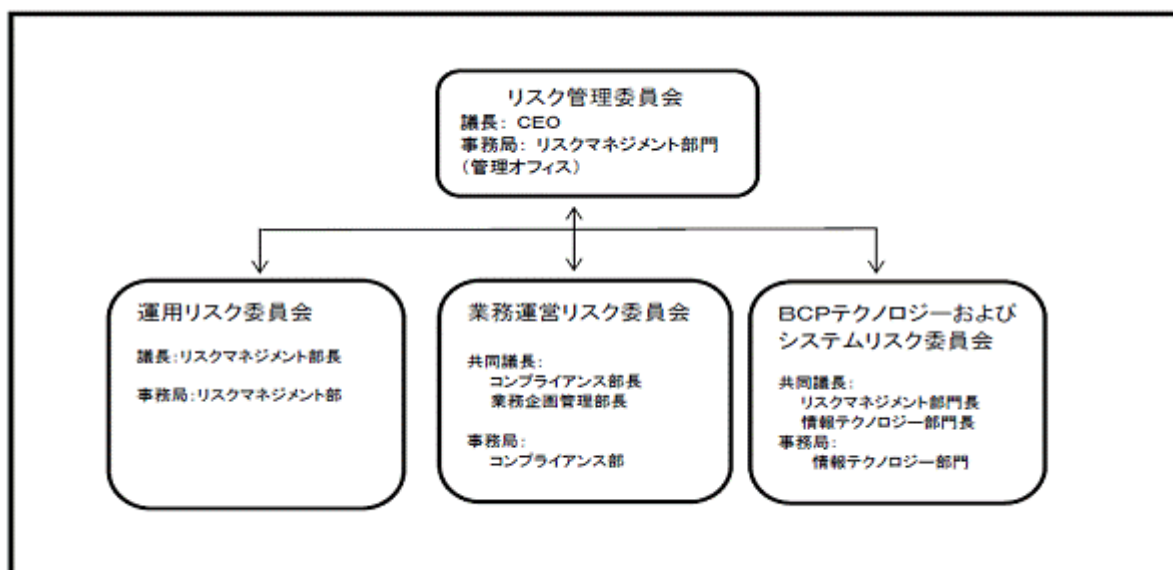 リスク管理委員会
議長： CEO
事務局： リスクマネジメント部門
（管理オフィス）
運用リスク委員会
議長：リスクマネジメント部長
事務局：リスクマネジメント部
業務運営リスク委員会
共同議長：
コンプライアンス部長
業務企画管理部長
事務局：
コンプライアンス部
BCPテクノロジーおよび
システムリスク委員会
共同議長：
リスクマネジメント部門長
情報テクノロジー部門長
事務局：
情報テクノロジー部門